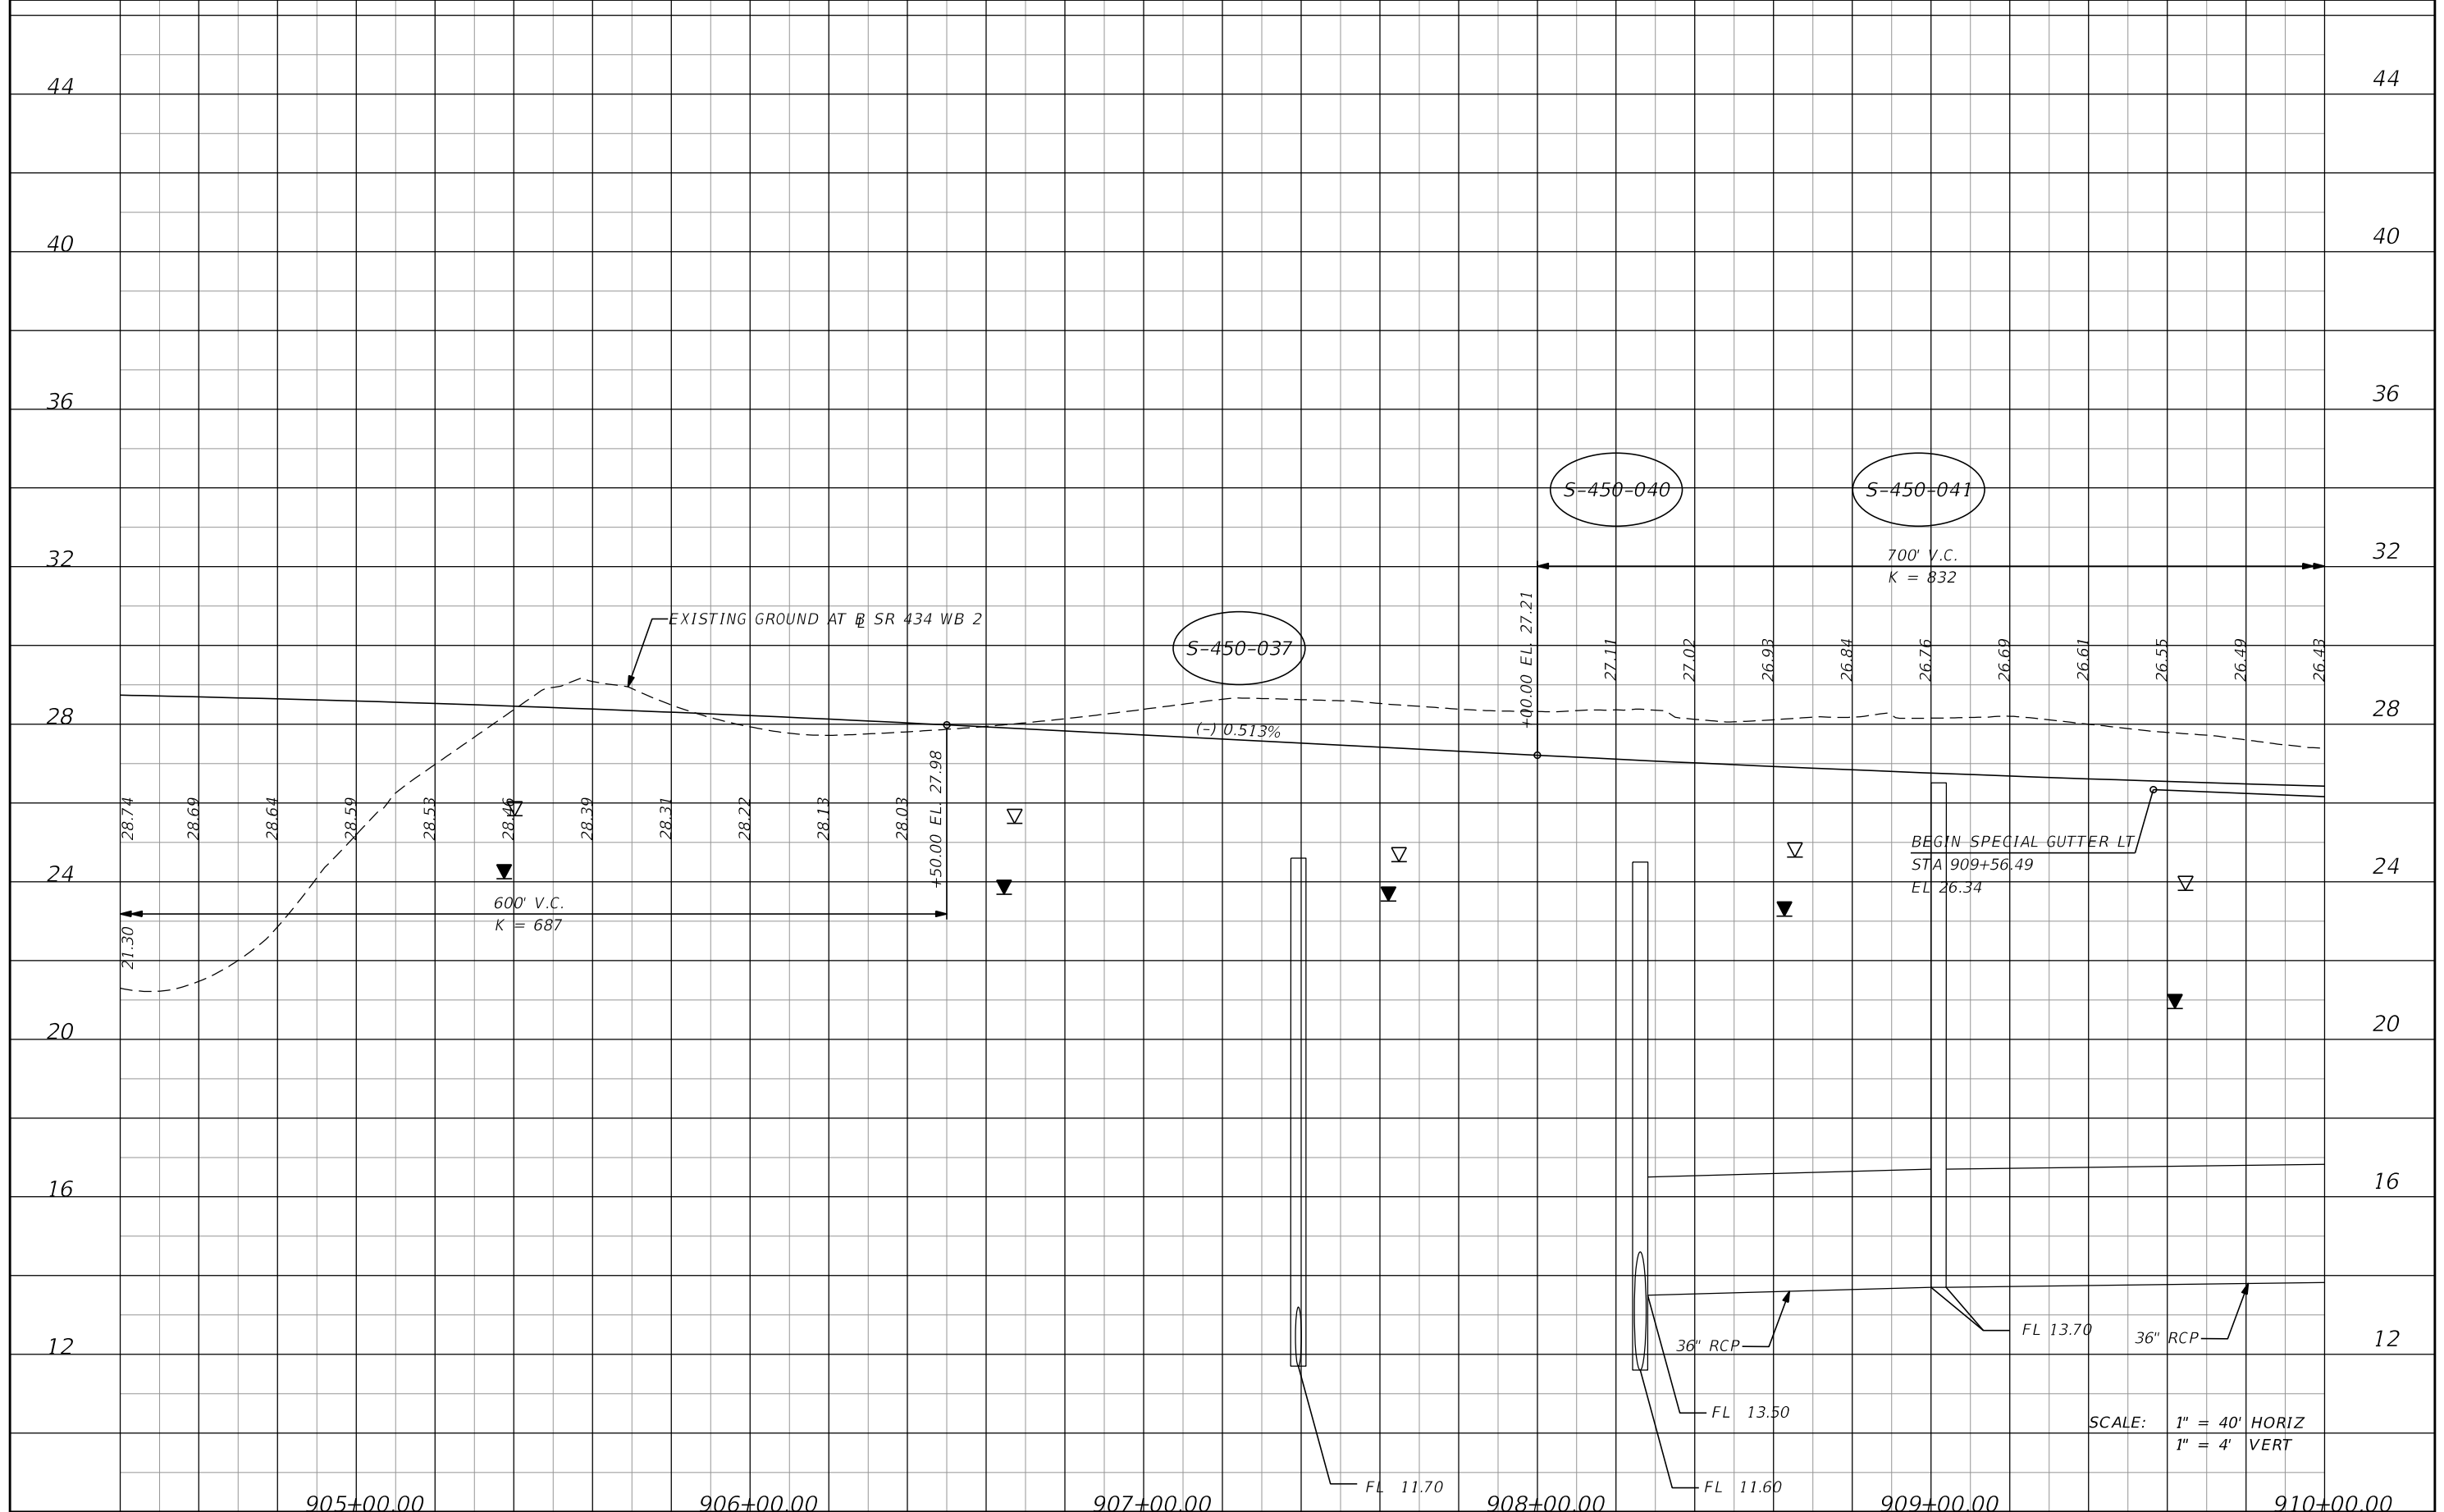 44
44
40
40
36
36
S-450-040
S-450-041
32
32
700' V.C.
K = 832
EXISTING GROUND AT BL SR 434 WB 2
S-450-037
+00.00 EL. 27.21
27.11
27.02
26.93
26.84
26.76
26.69
26.61
26.55
26.49
26.43
28
28
(-) 0.513%
28.74
28.69
28.64
28.59
28.53
28.46
28.39
28.31
28.22
28.13
28.03
+50.00 EL. 27.98
BEGIN SPECIAL GUTTER LT
STA 909+56.49
EL 26.34
24
24
600' V.C.
K = 687
21.30
20
20
16
16
12
12
36" RCP
FL 13.70
36" RCP
FL 13.50
SCALE: 1" = 40' HORIZ
1" = 4' VERT
FL 11.70
FL 11.60
905+00.00
906+00.00
907+00.00
908+00.00
909+00.00
910+00.00